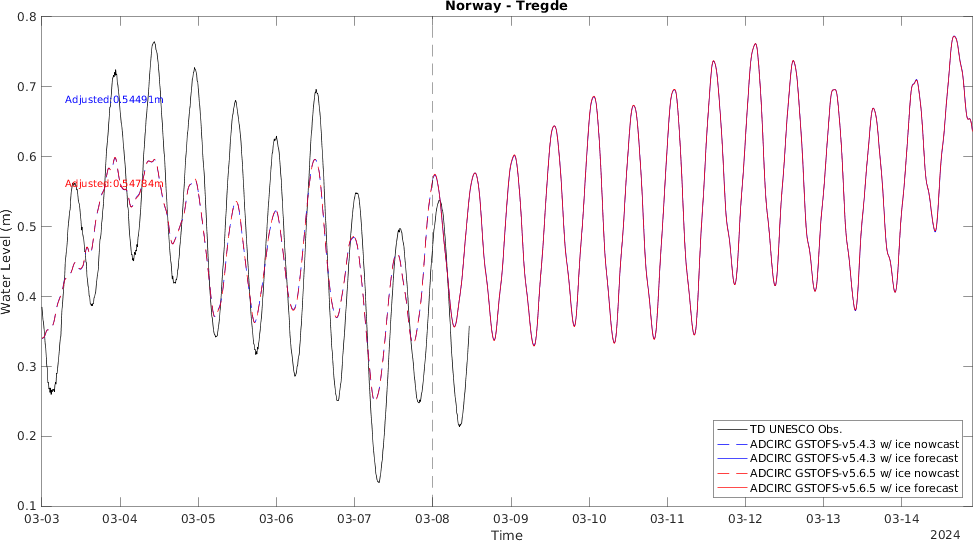 Norway - Tregde
0.8
0.7
0.6
0.5
0.4
0.3
0.2
0.1
Water Level (m)
Adjusted:0.54491m
Adjusted:0.54734m
TD UNESCO Obs.
ADCIRC GSTOFS-v5.4.3 w/ ice nowcast
ADCIRC GSTOFS-v5.4.3 w/ ice forecast
ADCIRC GSTOFS-v5.6.5 w/ ice nowcast
ADCIRC GSTOFS-v5.6.5 w/ ice forecast
03-03 03-04 03-05 03-06 03-07 03-08 03-09 03-10 03-11 03-12 03-13 03-14
Time
2024